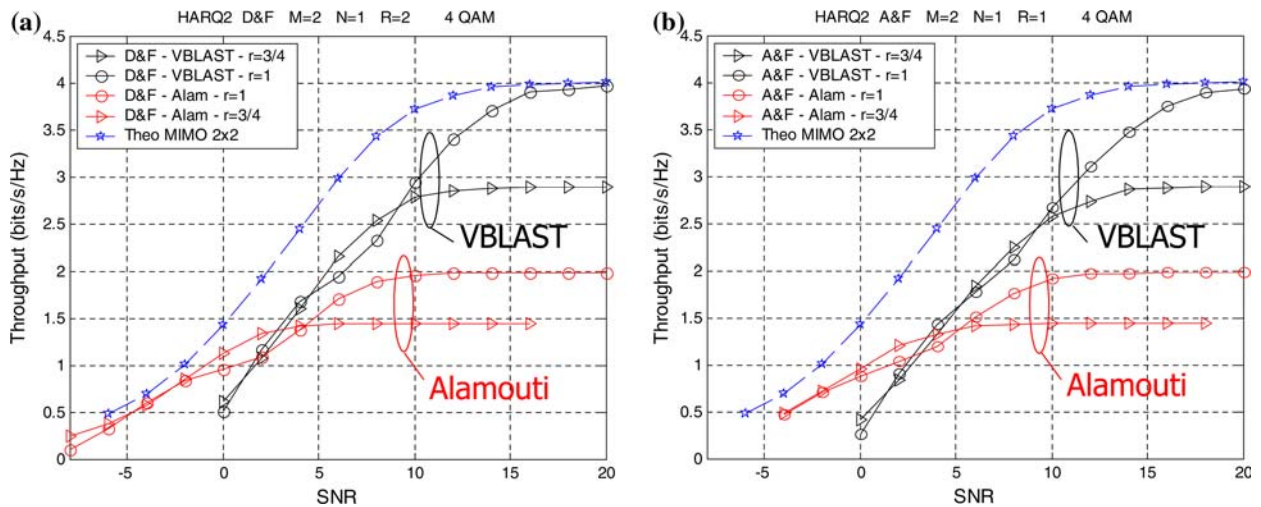 (a)
HARQ2 D&F M=2 N=1 R=2 4 QAM
4.5
4
3.5
3
2.5
2
1.5
1
0.5
0
Throughput (bits/s/Hz)
D&F - VBLAST - r=3/4
D&F - VBLAST - r=1
D&F - Alam - r=1
D&F - Alam - r=3/4
Theo MIMO 2x2
VBLAST
Alamouti
-5 0 5 10 15 20
SNR
(b)
HARQ2 A&F M=2 N=1 R=1 4 QAM
4.5
4
3.5
3
2.5
2
1.5
1
0.5
0
Throughput (bits/s/Hz)
A&F - VBLAST - r=3/4
A&F - VBLAST - r=1
A&F - Alam - r=1
A&F - Alam - r=3/4
Theo MIMO 2x2
VBLAST
Alamouti
-5 0 5 10 15 20
SNR